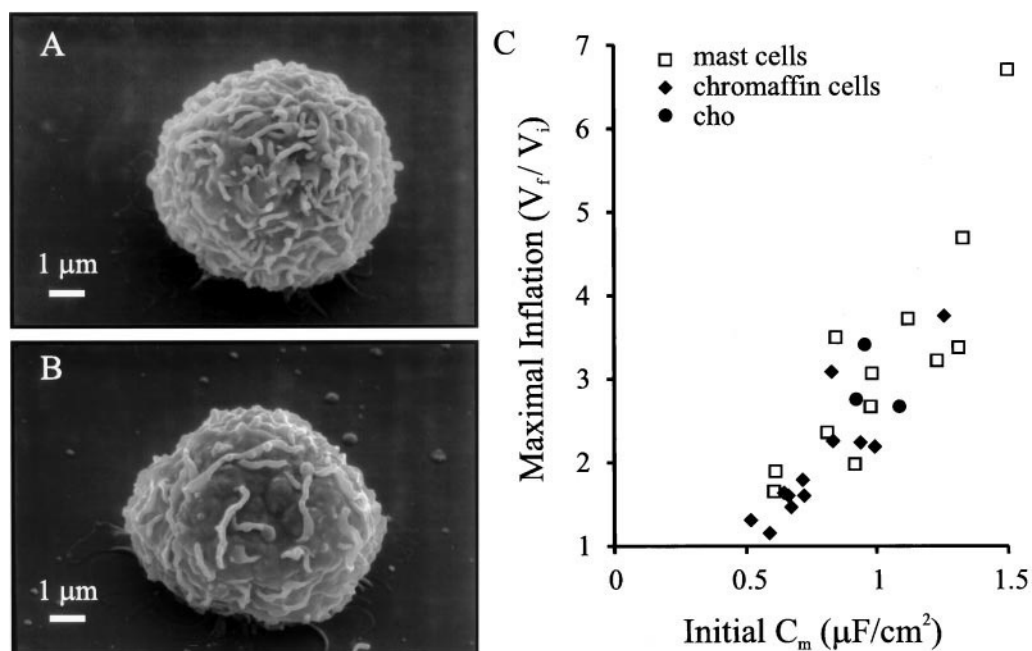 A
1 μm
B
1 μm
C
mast cells
chromaffin cells
cho
Maximal Inflation (V_f / V_i)
7
6
5
4
3
2
1
0
0.5
1
1.5
Initial C_m (μF/cm²)